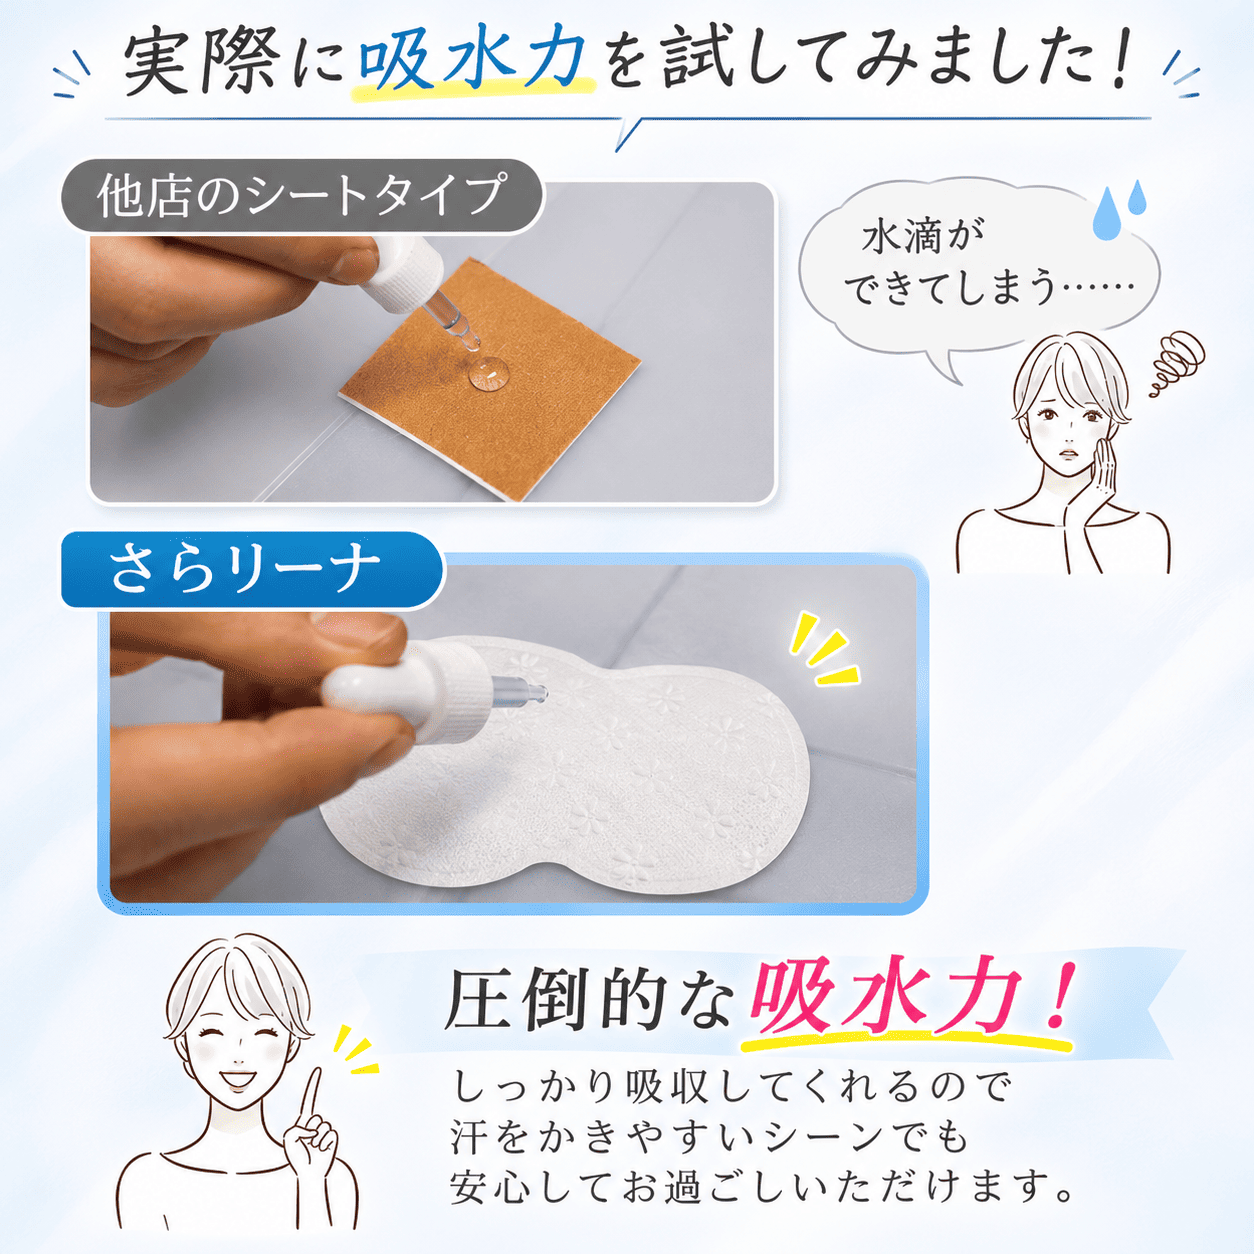 実際に吸水力を試してみました！
他店のシートタイプ
水滴が
できてしまう……
さらリーナ
圧倒的な吸水力！
しっかり吸収してくれるので
汗をかきやすいシーンでも
安心してお過ごしいただけます。